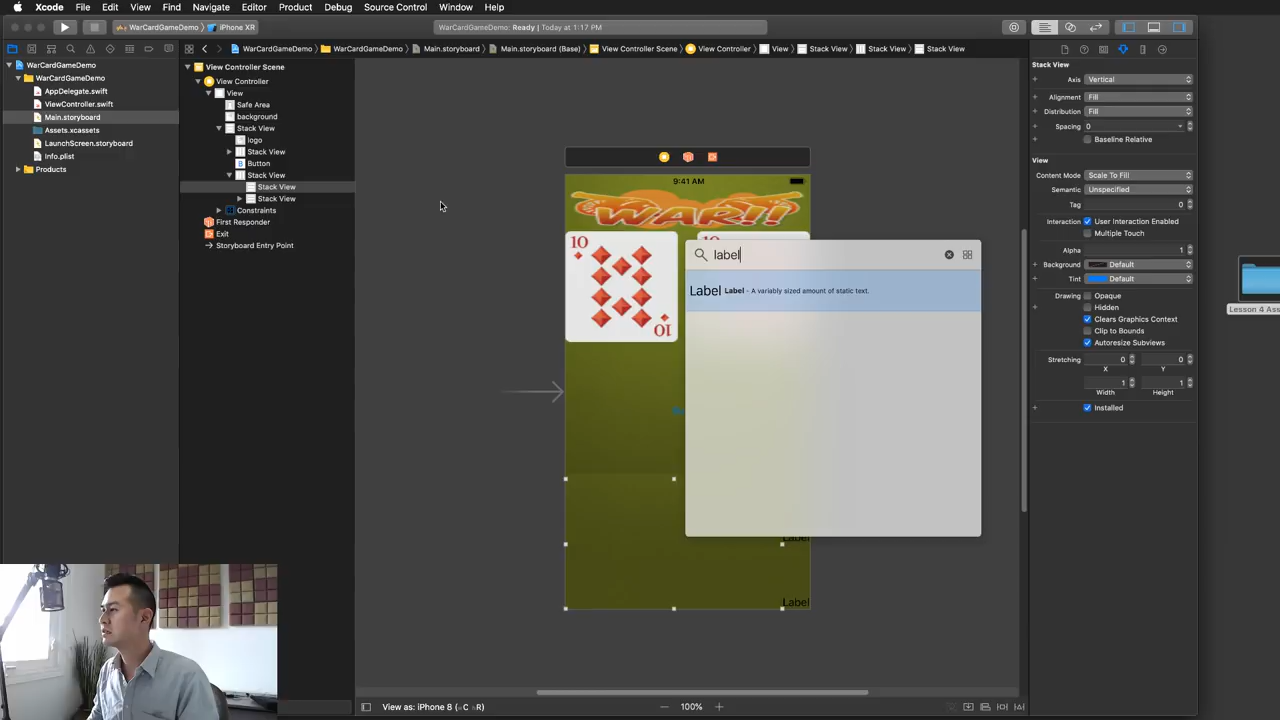 Xcode File Edit View Find Navigate Editor Product Debug Source Control Window Help
WarCardGameDemo iPhone XR
WarCardGameDemo: Ready | Today at 1:17 PM
WarCardGameDemo WarCardGameDemo Main.storyboard Main.storyboard (Base) View Controller Scene View Controller View Stack View Stack View Stack View
WarCardGameDemo
WarCardGameDemo
AppDelegate.swift
ViewController.swift
Main.storyboard
Assets.xcassets
LaunchScreen.storyboard
Info.plist
Products
View Controller Scene
View Controller
View
Safe Area
background
Stack View
logo
Stack View
B Button
Stack View
Stack View
Stack View
Constraints
First Responder
Exit
Storyboard Entry Point
9:41 AM
WAR!!
10
10
10
label
Label Label - A variably sized amount of static text.
Label
Label
View as: iPhone 8 (wC hR)
100%
Stack View
Axis Vertical
Alignment Fill
Distribution Fill
Spacing 0
Baseline Relative
View
Content Mode Scale To Fill
Semantic Unspecified
Tag 0
Interaction User Interaction Enabled
Multiple Touch
Alpha 1
Background Default
Tint Default
Drawing Opaque
Hidden
Clears Graphics Context
Clip to Bounds
Autoresize Subviews
Stretching 0 0
X Y
1 1
Width Height
Installed
Lesson 4 Ass